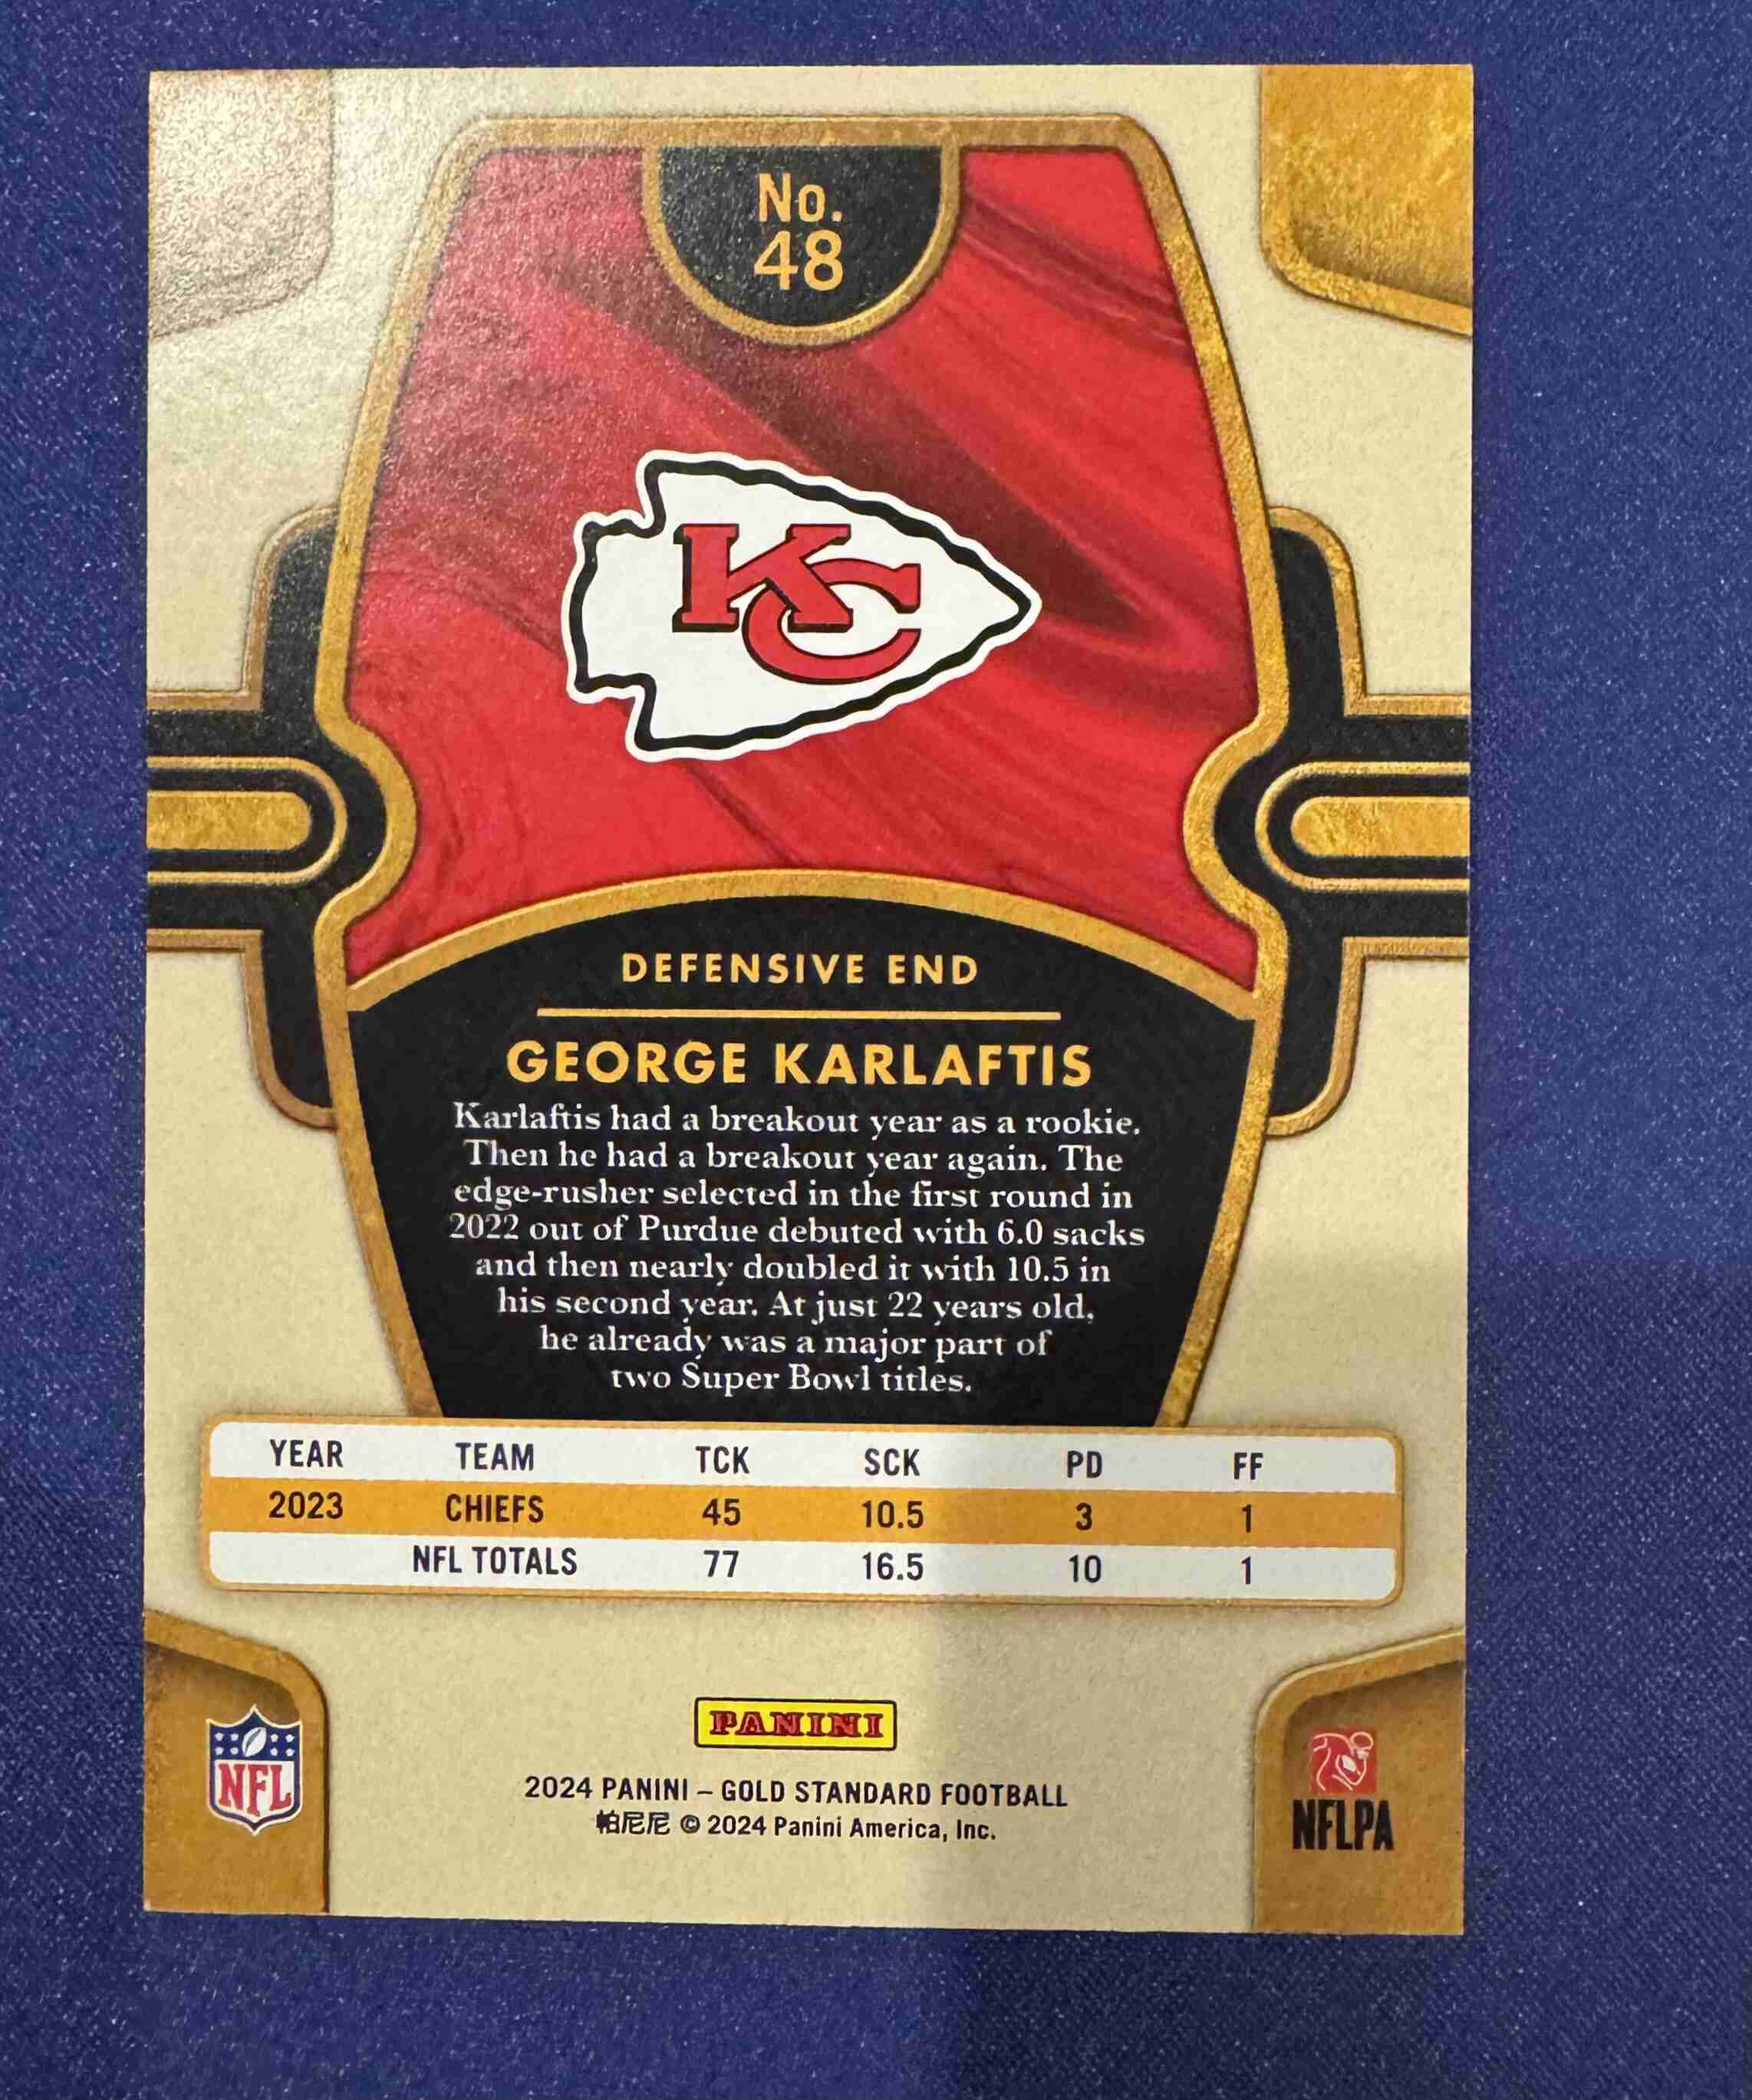 No.
48
KC
DEFENSIVE END
GEORGE KARLAFTIS
Karlaftis had a breakout year as a rookie.
Then he had a breakout year again. The
edge-rusher selected in the first round in
2022 out of Purdue debuted with 6.0 sacks
and then nearly doubled it with 10.5 in
his second year. At just 22 years old,
he already was a major part of
two Super Bowl titles.
YEAR TEAM TCK SCK PD FF
2023 CHIEFS 45 10.5 3 1
NFL TOTALS 77 16.5 10 1
PANINI
NFL
2024 PANINI – GOLD STANDARD FOOTBALL
帕尼尼 © 2024 Panini America, Inc.
NFLPA